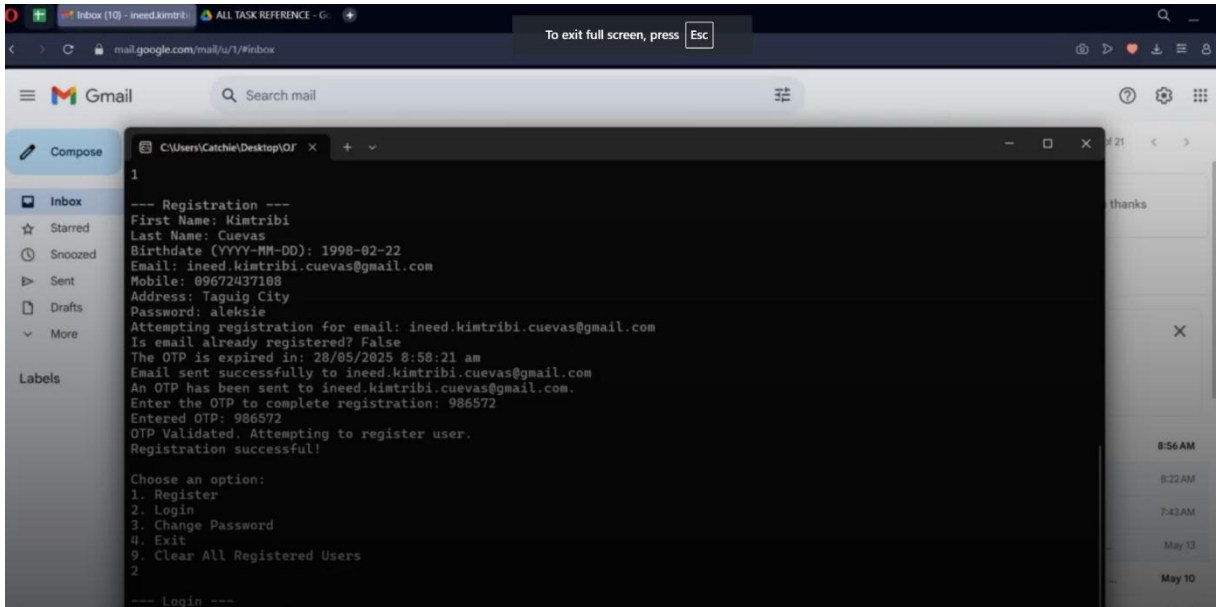 Inbox (10) - ineed.kimtrib
ALL TASK REFERENCE - G
To exit full screen, press Esc
mail.google.com/mail/u/1/#inbox
Gmail
Search mail
Compose
Inbox
Starred
Snoozed
Sent
Drafts
More
Labels
C:\Users\Catchie\Desktop\OJ
of 21
1
--- Registration ---
First Name: Kimtribi
Last Name: Cuevas
Birthdate (YYYY-MM-DD): 1998-02-22
Email: ineed.kimtribi.cuevas@gmail.com
Mobile: 09672437108
Address: Taguig City
Password: aleksie
Attempting registration for email: ineed.kimtribi.cuevas@gmail.com
Is email already registered? False
The OTP is expired in: 28/05/2025 8:58:21 am
Email sent successfully to ineed.kimtribi.cuevas@gmail.com
An OTP has been sent to ineed.kimtribi.cuevas@gmail.com.
Enter the OTP to complete registration: 986572
Entered OTP: 986572
OTP Validated. Attempting to register user.
Registration successful!
Choose an option:
1. Register
2. Login
3. Change Password
4. Exit
9. Clear All Registered Users
2
--- Login ---
thanks
8:56 AM
8:22 AM
7:43 AM
May 13
May 10